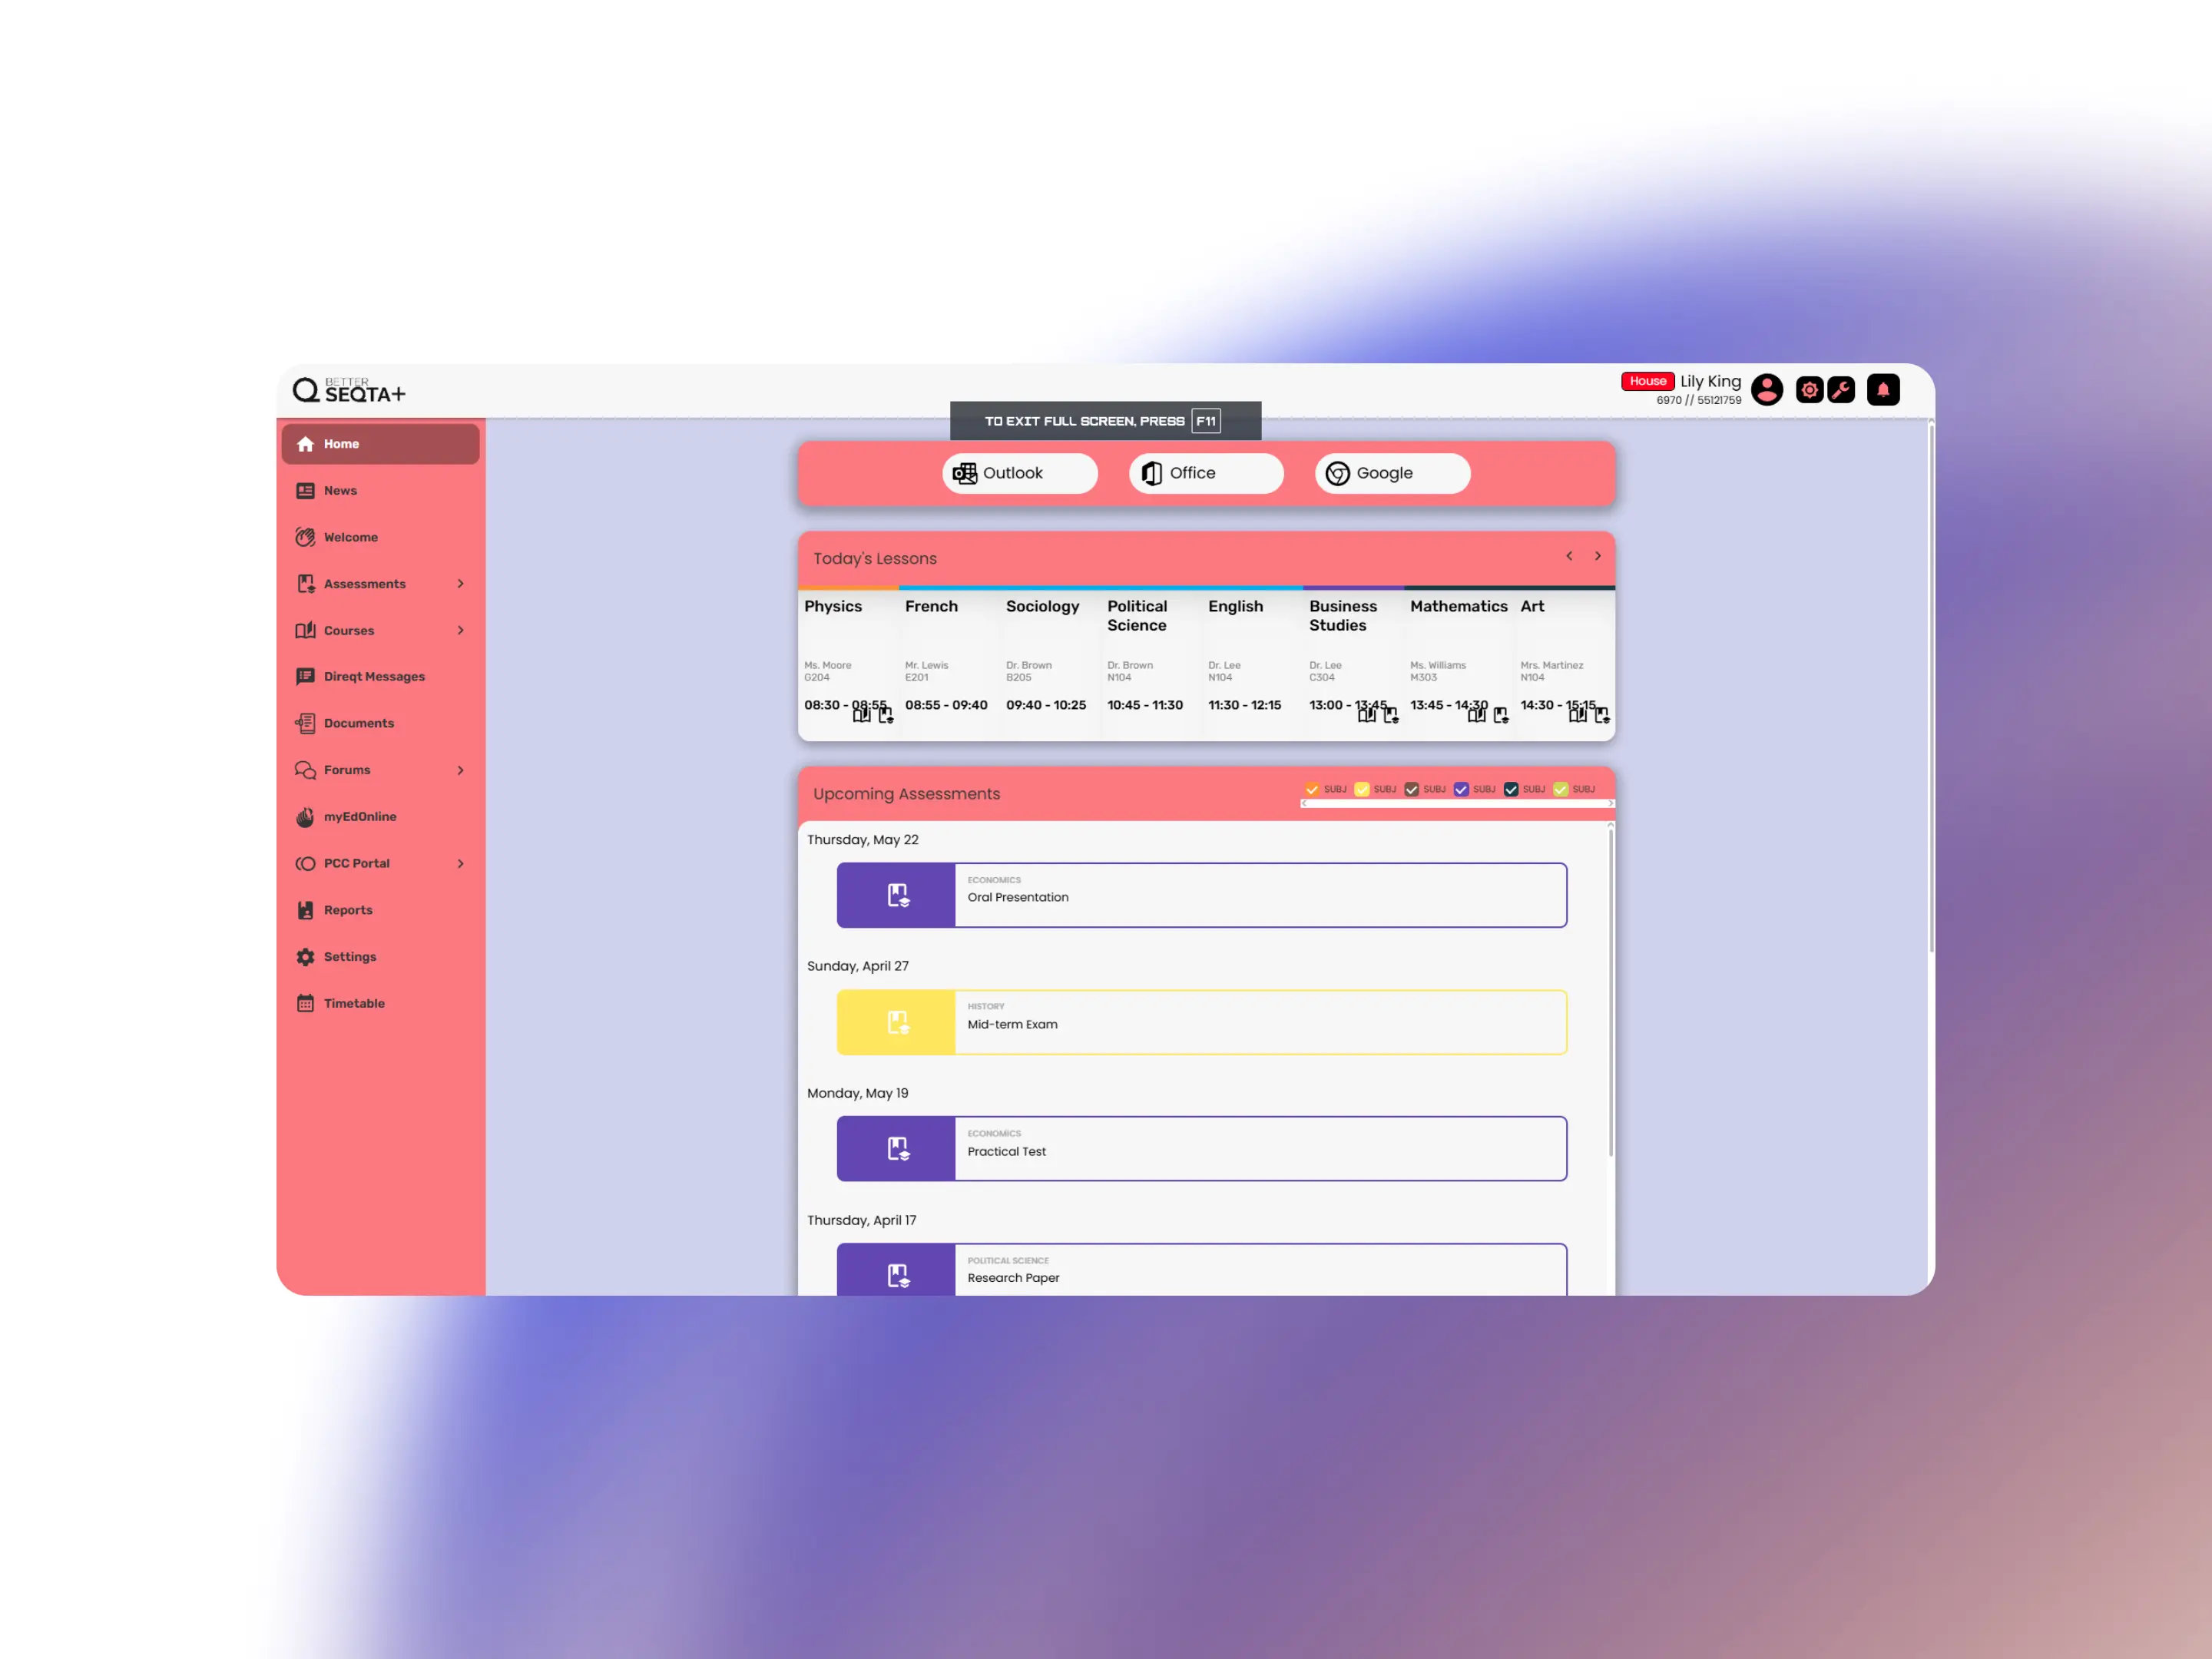 BETTER
SEQTA+
House Lily King
6970 // 55121759
TO EXIT FULL SCREEN, PRESS F11
Home
News
Welcome
Assessments
Courses
Direqt Messages
Documents
Forums
myEdOnline
PCC Portal
Reports
Settings
Timetable
Outlook
Office
Google
Today's Lessons
Physics
Ms. Moore
G204
08:30 - 08:55
French
Mr. Lewis
E201
08:55 - 09:40
Sociology
Dr. Brown
B205
09:40 - 10:25
Political
Science
Dr. Brown
N104
10:45 - 11:30
English
Dr. Lee
N104
11:30 - 12:15
Business
Studies
Dr. Lee
C304
13:00 - 13:45
Mathematics
Ms. Williams
M303
13:45 - 14:30
Art
Mrs. Martinez
N104
14:30 - 15:15
Upcoming Assessments
SUBJ SUBJ SUBJ SUBJ SUBJ SUBJ
Thursday, May 22
ECONOMICS
Oral Presentation
Sunday, April 27
HISTORY
Mid-term Exam
Monday, May 19
ECONOMICS
Practical Test
Thursday, April 17
POLITICAL SCIENCE
Research Paper